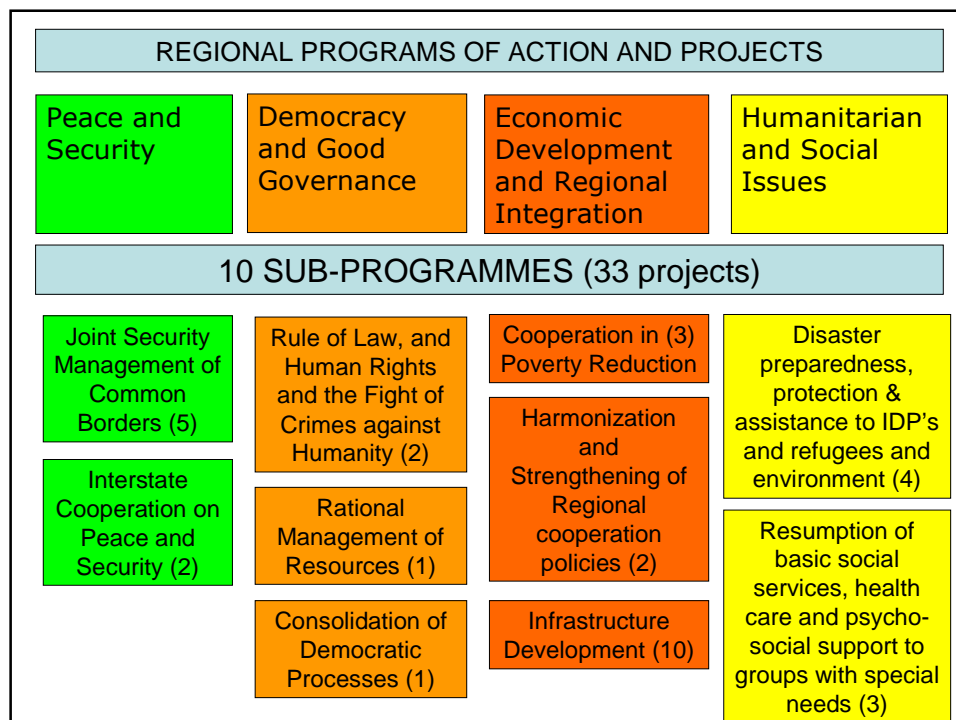 REGIONAL PROGRAMS OF ACTION AND PROJECTS
Peace and
Security
Democracy
and Good
Governance
Economic
Development
and Regional
Integration
Humanitarian
and Social
Issues
10 SUB-PROGRAMMES (33 projects)
Joint Security
Management of
Common
Borders (5)
Interstate
Cooperation on
Peace and
Security (2)
Rule of Law, and
Human Rights
and the Fight of
Crimes against
Humanity (2)
Rational
Management of
Resources (1)
Consolidation of
Democratic
Processes (1)
Cooperation in (3)
Poverty Reduction
Harmonization
and
Strengthening of
Regional
cooperation
policies (2)
Infrastructure
Development (10)
Disaster
preparedness,
protection &
assistance to IDP's
and refugees and
environment (4)
Resumption of
basic social
services, health
care and psycho-
social support to
groups with special
needs (3)